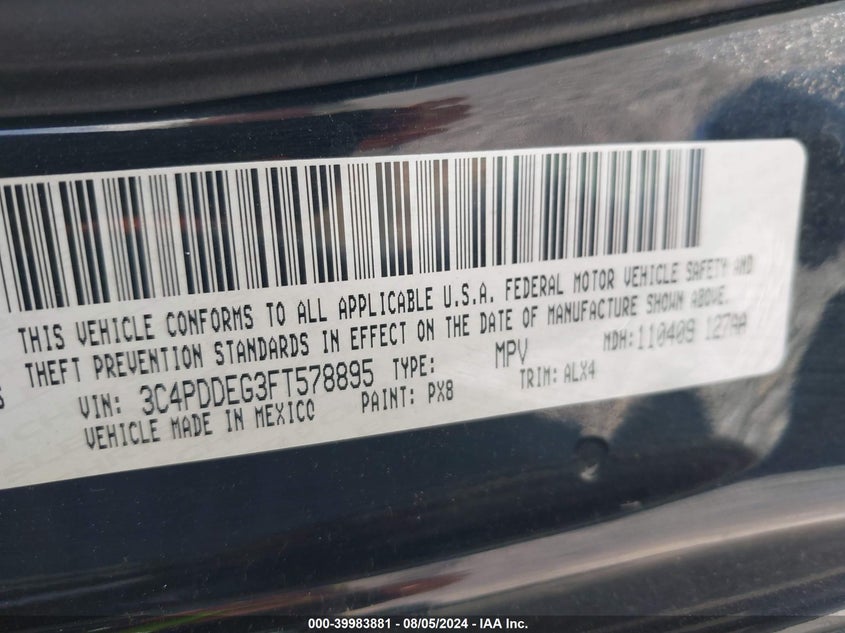 THIS VEHICLE CONFORMS TO ALL APPLICABLE U.S.A. FEDERAL MOTOR VEHICLE SAFETY AND
THEFT PREVENTION STANDARDS IN EFFECT ON THE DATE OF MANUFACTURE SHOWN ABOVE.
VIN: 3C4PDDEG3FT578895 TYPE: MPV MDH: 110409 127AA
VEHICLE MADE IN MEXICO PAINT: PX8 TRIM: ALX4
000-39983881 - 08/05/2024 - IAA Inc.